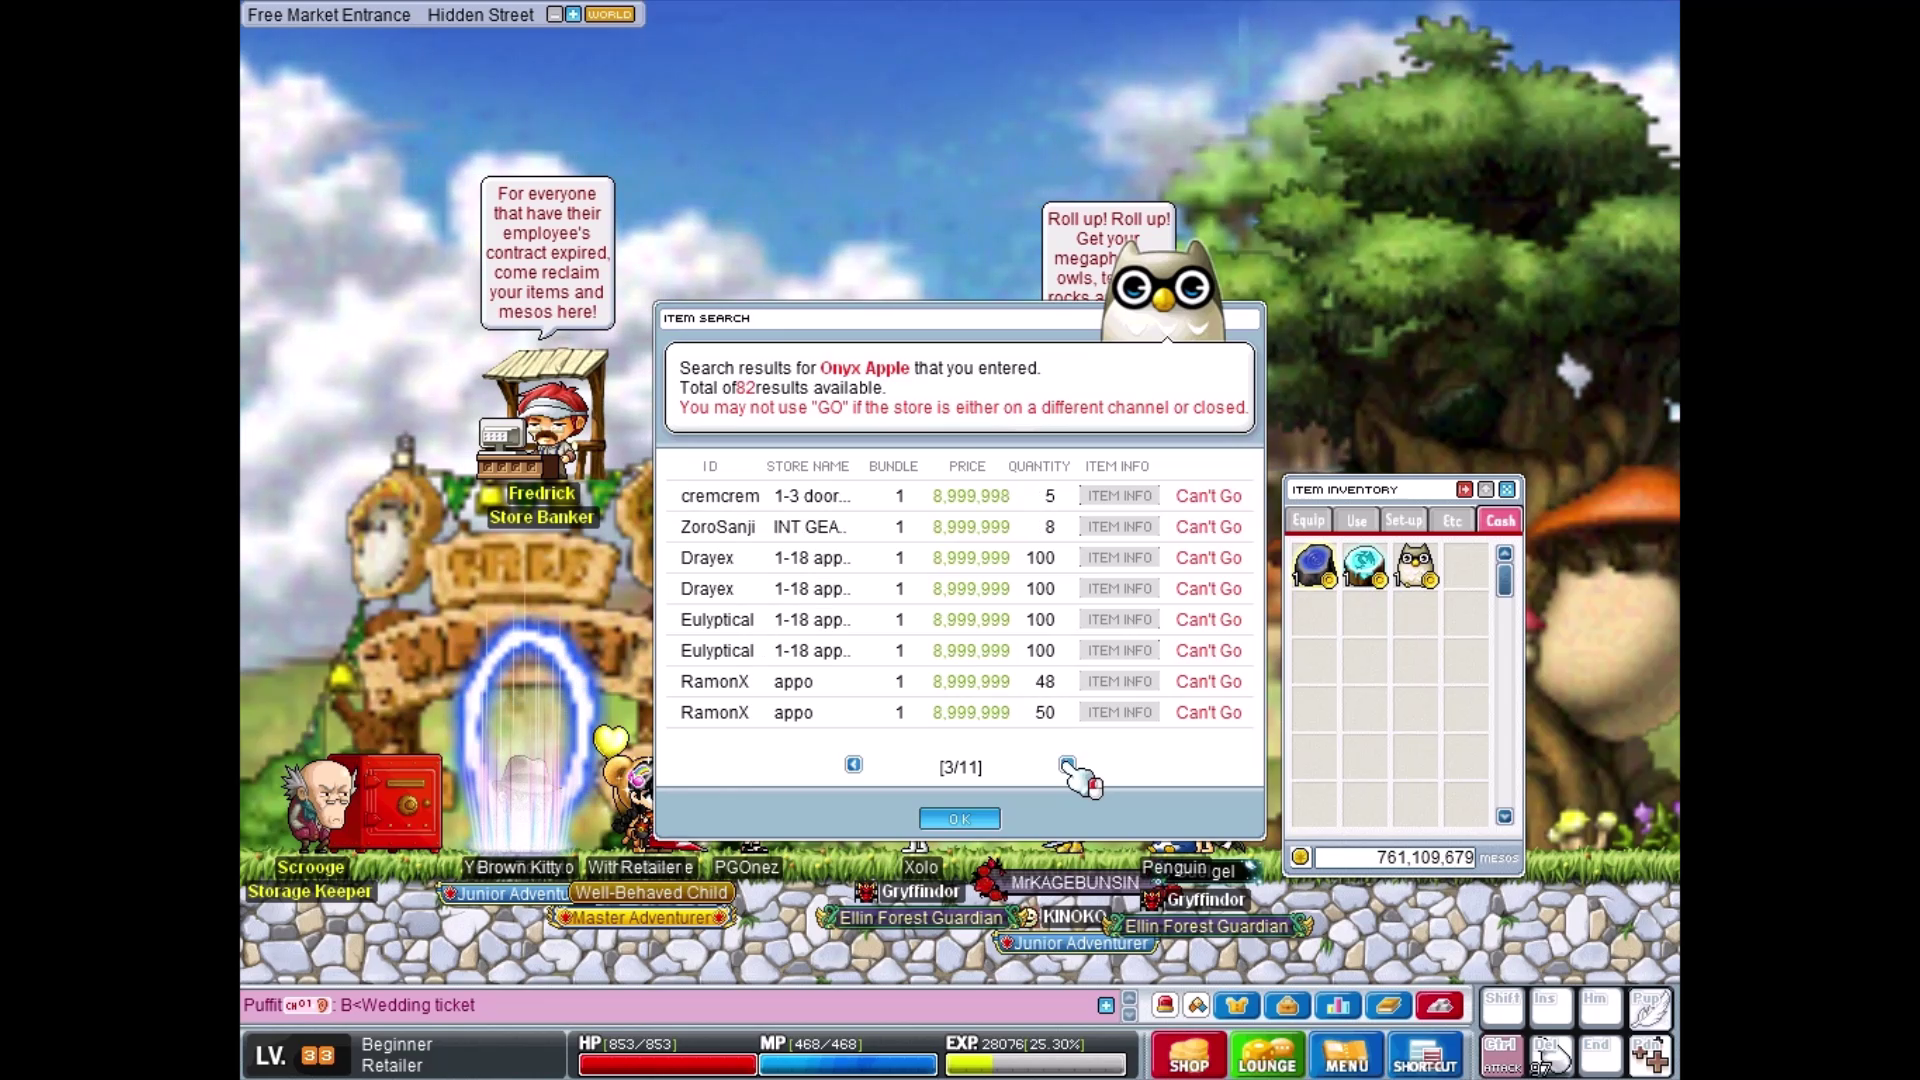 Free Market Entrance Hidden Street WORLD
For everyone
that have their
employee's
contract expired,
come reclaim
your items and
mesos here!
Roll up! Roll up!
Get your
owls,
ITEM SEARCH
Search results for Onyx Apple that you entered.
Total of82results available.
You may not use "GO" if the store is either on a different channel or closed.
ID STORE NAME BUNDLE PRICE QUANTITY ITEM INFO
cremcrem 1-3 door... 1 8,999,998 5 ITEM INFO Can't Go
ZoroSanji INT GEA.. 1 8,999,999 8 ITEM INFO Can't Go
Drayex 1-18 app.. 1 8,999,999 100 ITEM INFO Can't Go
Drayex 1-18 app.. 1 8,999,999 100 ITEM INFO Can't Go
Eulyptical 1-18 app.. 1 8,999,999 100 ITEM INFO Can't Go
Eulyptical 1-18 app.. 1 8,999,999 100 ITEM INFO Can't Go
RamonX appo 1 8,999,999 48 ITEM INFO Can't Go
RamonX appo 1 8,999,999 50 ITEM INFO Can't Go
[3/11]
OK
Fredrick
Store Banker
ITEM INVENTORY
Equip Use Set-up Etc Cash
1 1 1
761,109,679 MESOS
Scrooge
Storage Keeper
Brown Kitty Retailer PGOnez Xolo Penguin
Junior Well-Behaved Child
Master Adventurer
Gryffindor MrKAGEBUNSIN Gryffindor
Ellin Forest Guardian KINOKO Ellin Forest Guardian
Junior Adventurer
Puffit CH01 : B<Wedding ticket
LV. 33 Beginner
Retailer
HP[853/853] MP[468/468] EXP. 28076[25.30%]
SHOP LOUNGE MENU SHORTCUT
Shift Ins Hm Pup
Ctrl Del End Pdn
ATTACK 97